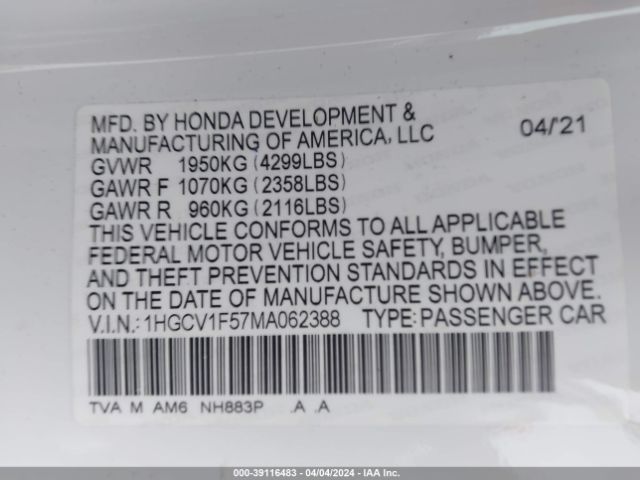 MFD. BY HONDA DEVELOPMENT &
MANUFACTURING OF AMERICA, LLC 04/'21
GVWR 1950KG (4299LBS)
GAWR F 1070KG (2358LBS)
GAWR R 960KG (2116LBS)
THIS VEHICLE CONFORMS TO ALL APPLICABLE
FEDERAL MOTOR VEHICLE SAFETY, BUMPER,
AND THEFT PREVENTION STANDARDS IN EFFECT
ON THE DATE OF MANUFACTURE SHOWN ABOVE.
V.I.N.: 1HGCV1F57MA062388 TYPE: PASSENGER CAR
TVA M AM6 NH883P .A .A
000-39116483 - 04/04/2024 - IAA Inc.